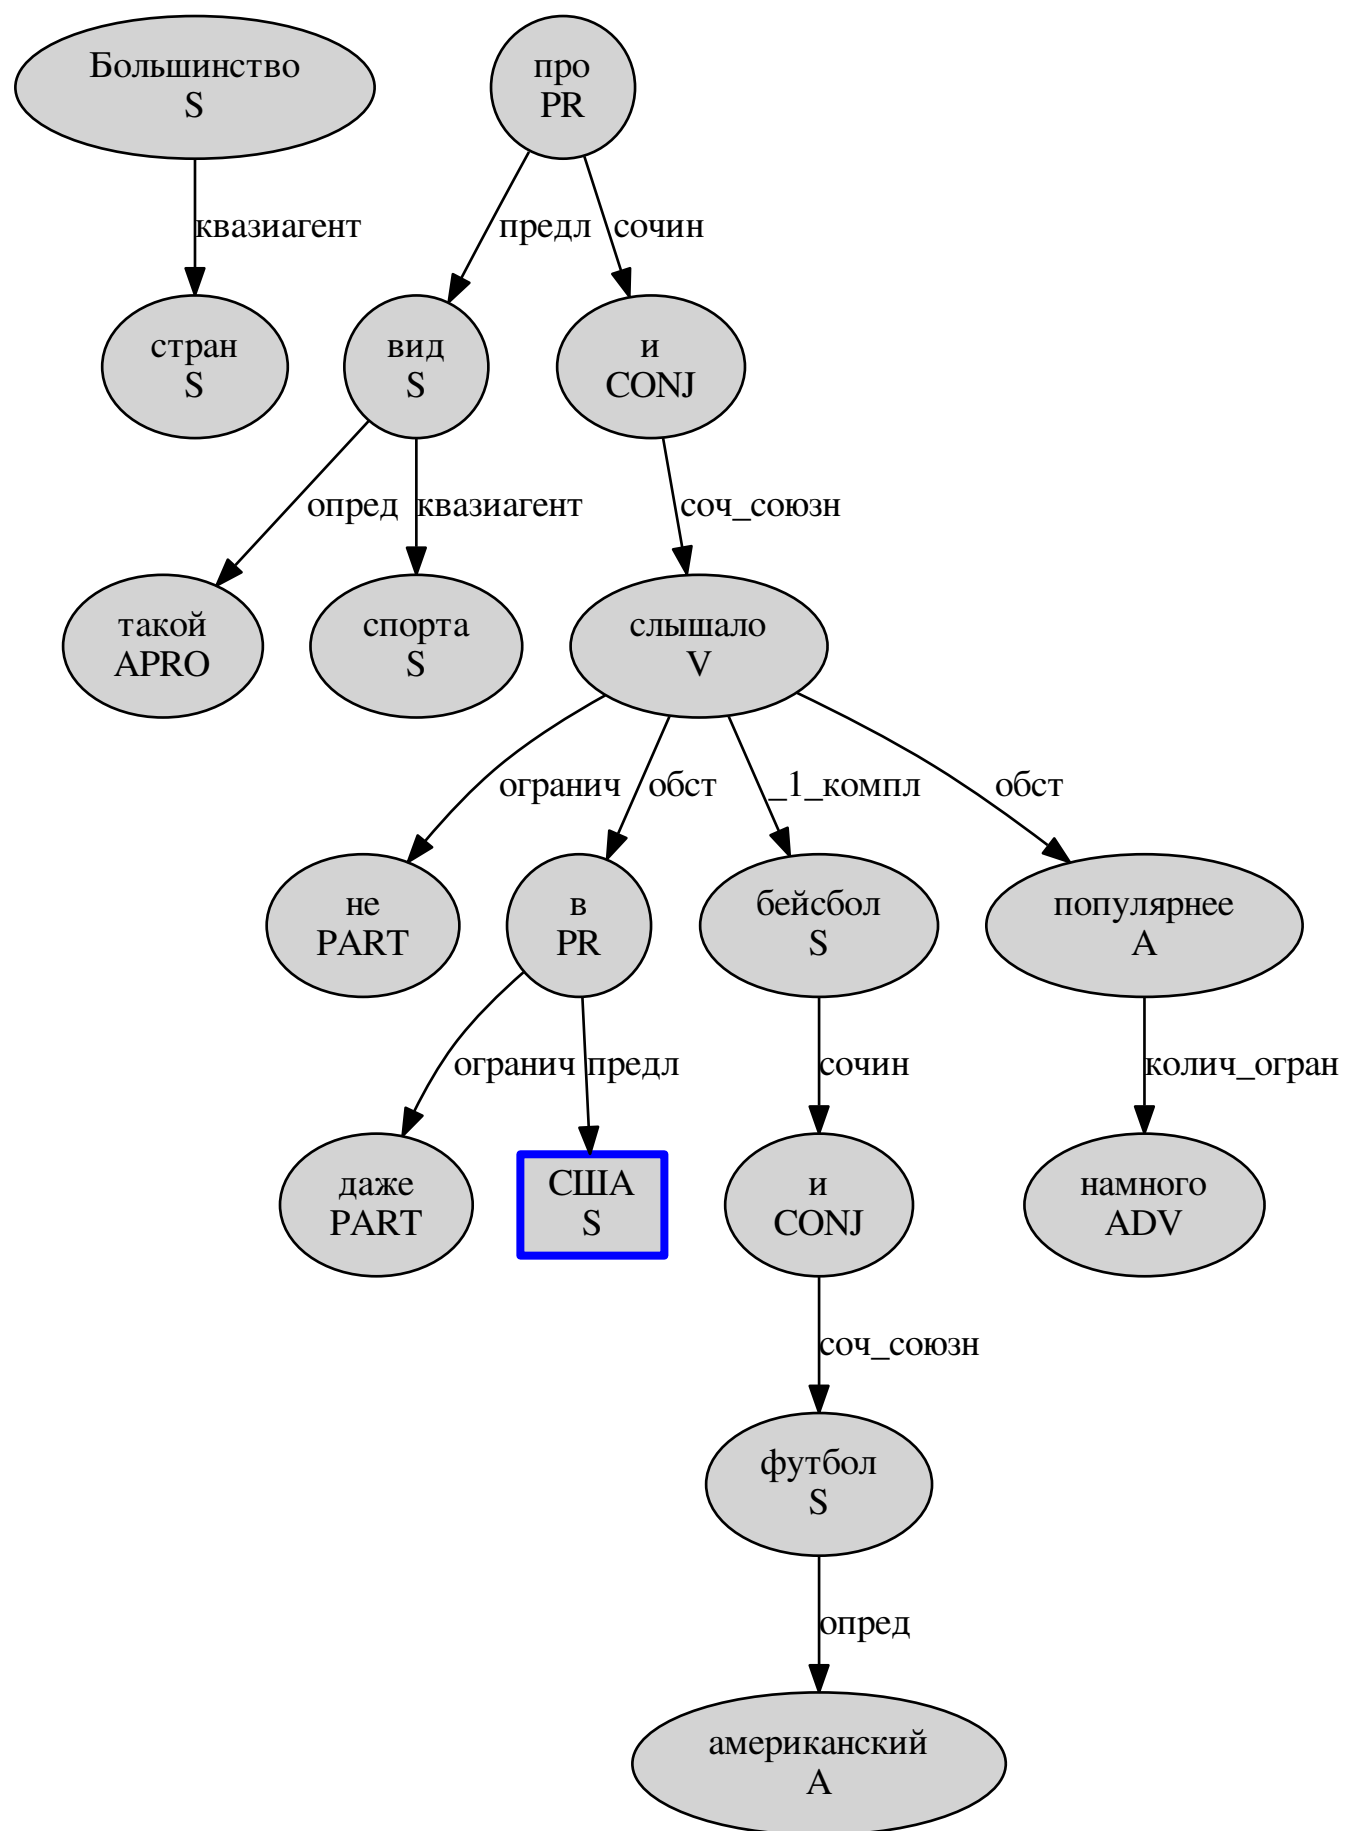 Большинство
S
про
PR
квазиагент
предл
сочин
стран
S
вид
S
и
CONJ
опред
квазиагент
соч_союзн
такой
APRO
спорта
S
слышало
V
огранич
обст
_1_компл
обст
не
PART
в
PR
бейсбол
S
популярнее
A
огранич
предл
сочин
колич_огран
даже
PART
США
S
и
CONJ
намного
ADV
соч_союзн
футбол
S
опред
американский
A